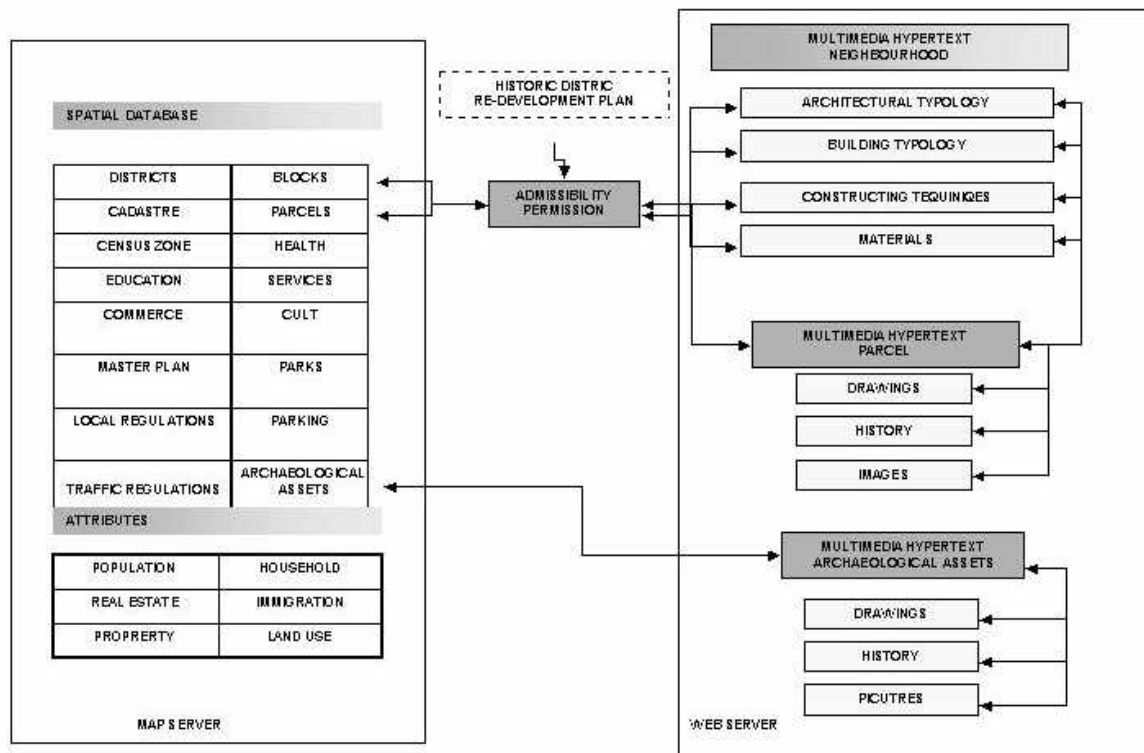 SPATIAL DATABASE
DISTRICTS
BLOCKS
CADASTRE
PARCELS
CENSUS ZONE
HEALTH
EDUCATION
SERVICES
COMMERCE
CULT
MASTER PLAN
PARKS
LOCAL REGULATIONS
PARKING
TRAFFIC REGULATIONS
ARCHAEOLOGICAL
ASSETS
ATTRIBUTES
POPULATION
HOUSEHOLD
REAL ESTATE
IMMIGRATION
PROPRERTY
LAND USE
MAP SERVER
HISTORIC DISTRIC
RE-DEVELOPMENT PLAN
ADMISSIBILITY
PERMISSION
MULTIMEDIA HYPERTEXT
NEIGHBOURHOOD
ARCHITECTURAL TYPOLOGY
BUILDING TYPOLOGY
CONSTRUCTING TEQUINIQES
MATERIALS
MULTIMEDIA HYPERTEXT
PARCEL
DRAWINGS
HISTORY
IMAGES
MULTIMEDIA HYPERTEXT
ARCHAEOLOGICAL ASSETS
DRAWINGS
HISTORY
PICUTRES
WEB SERVER